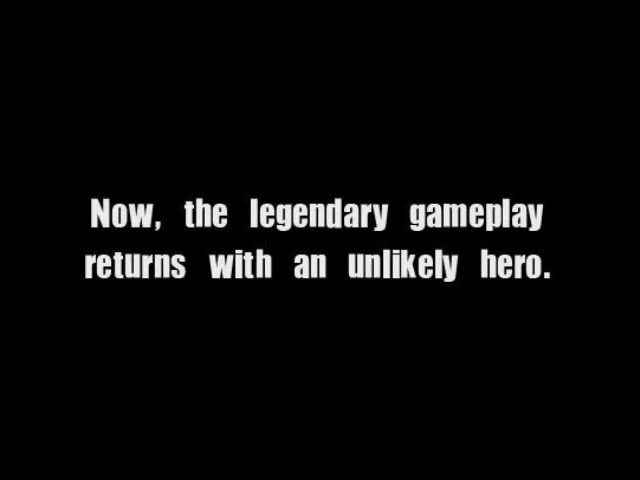 Now, the legendary gameplay
returns with an unlikely hero.